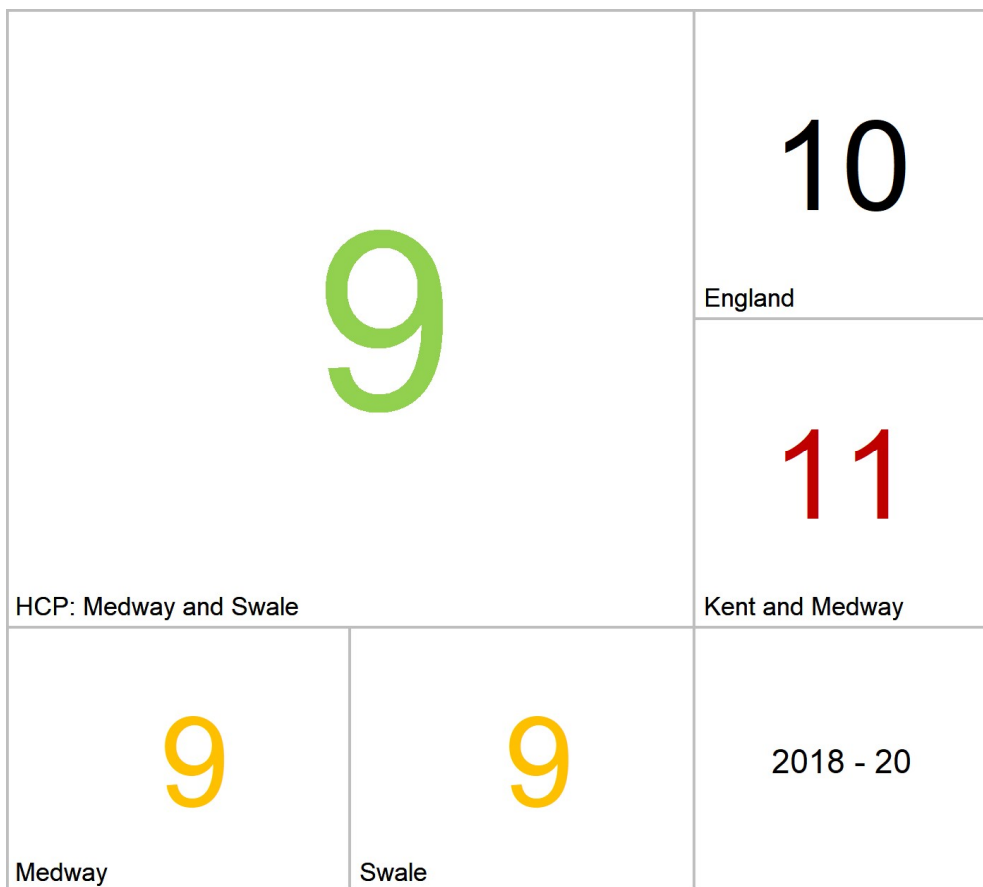 9
HCP: Medway and Swale
10
England
11
Kent and Medway
9
Medway
9
Swale
2018 - 20